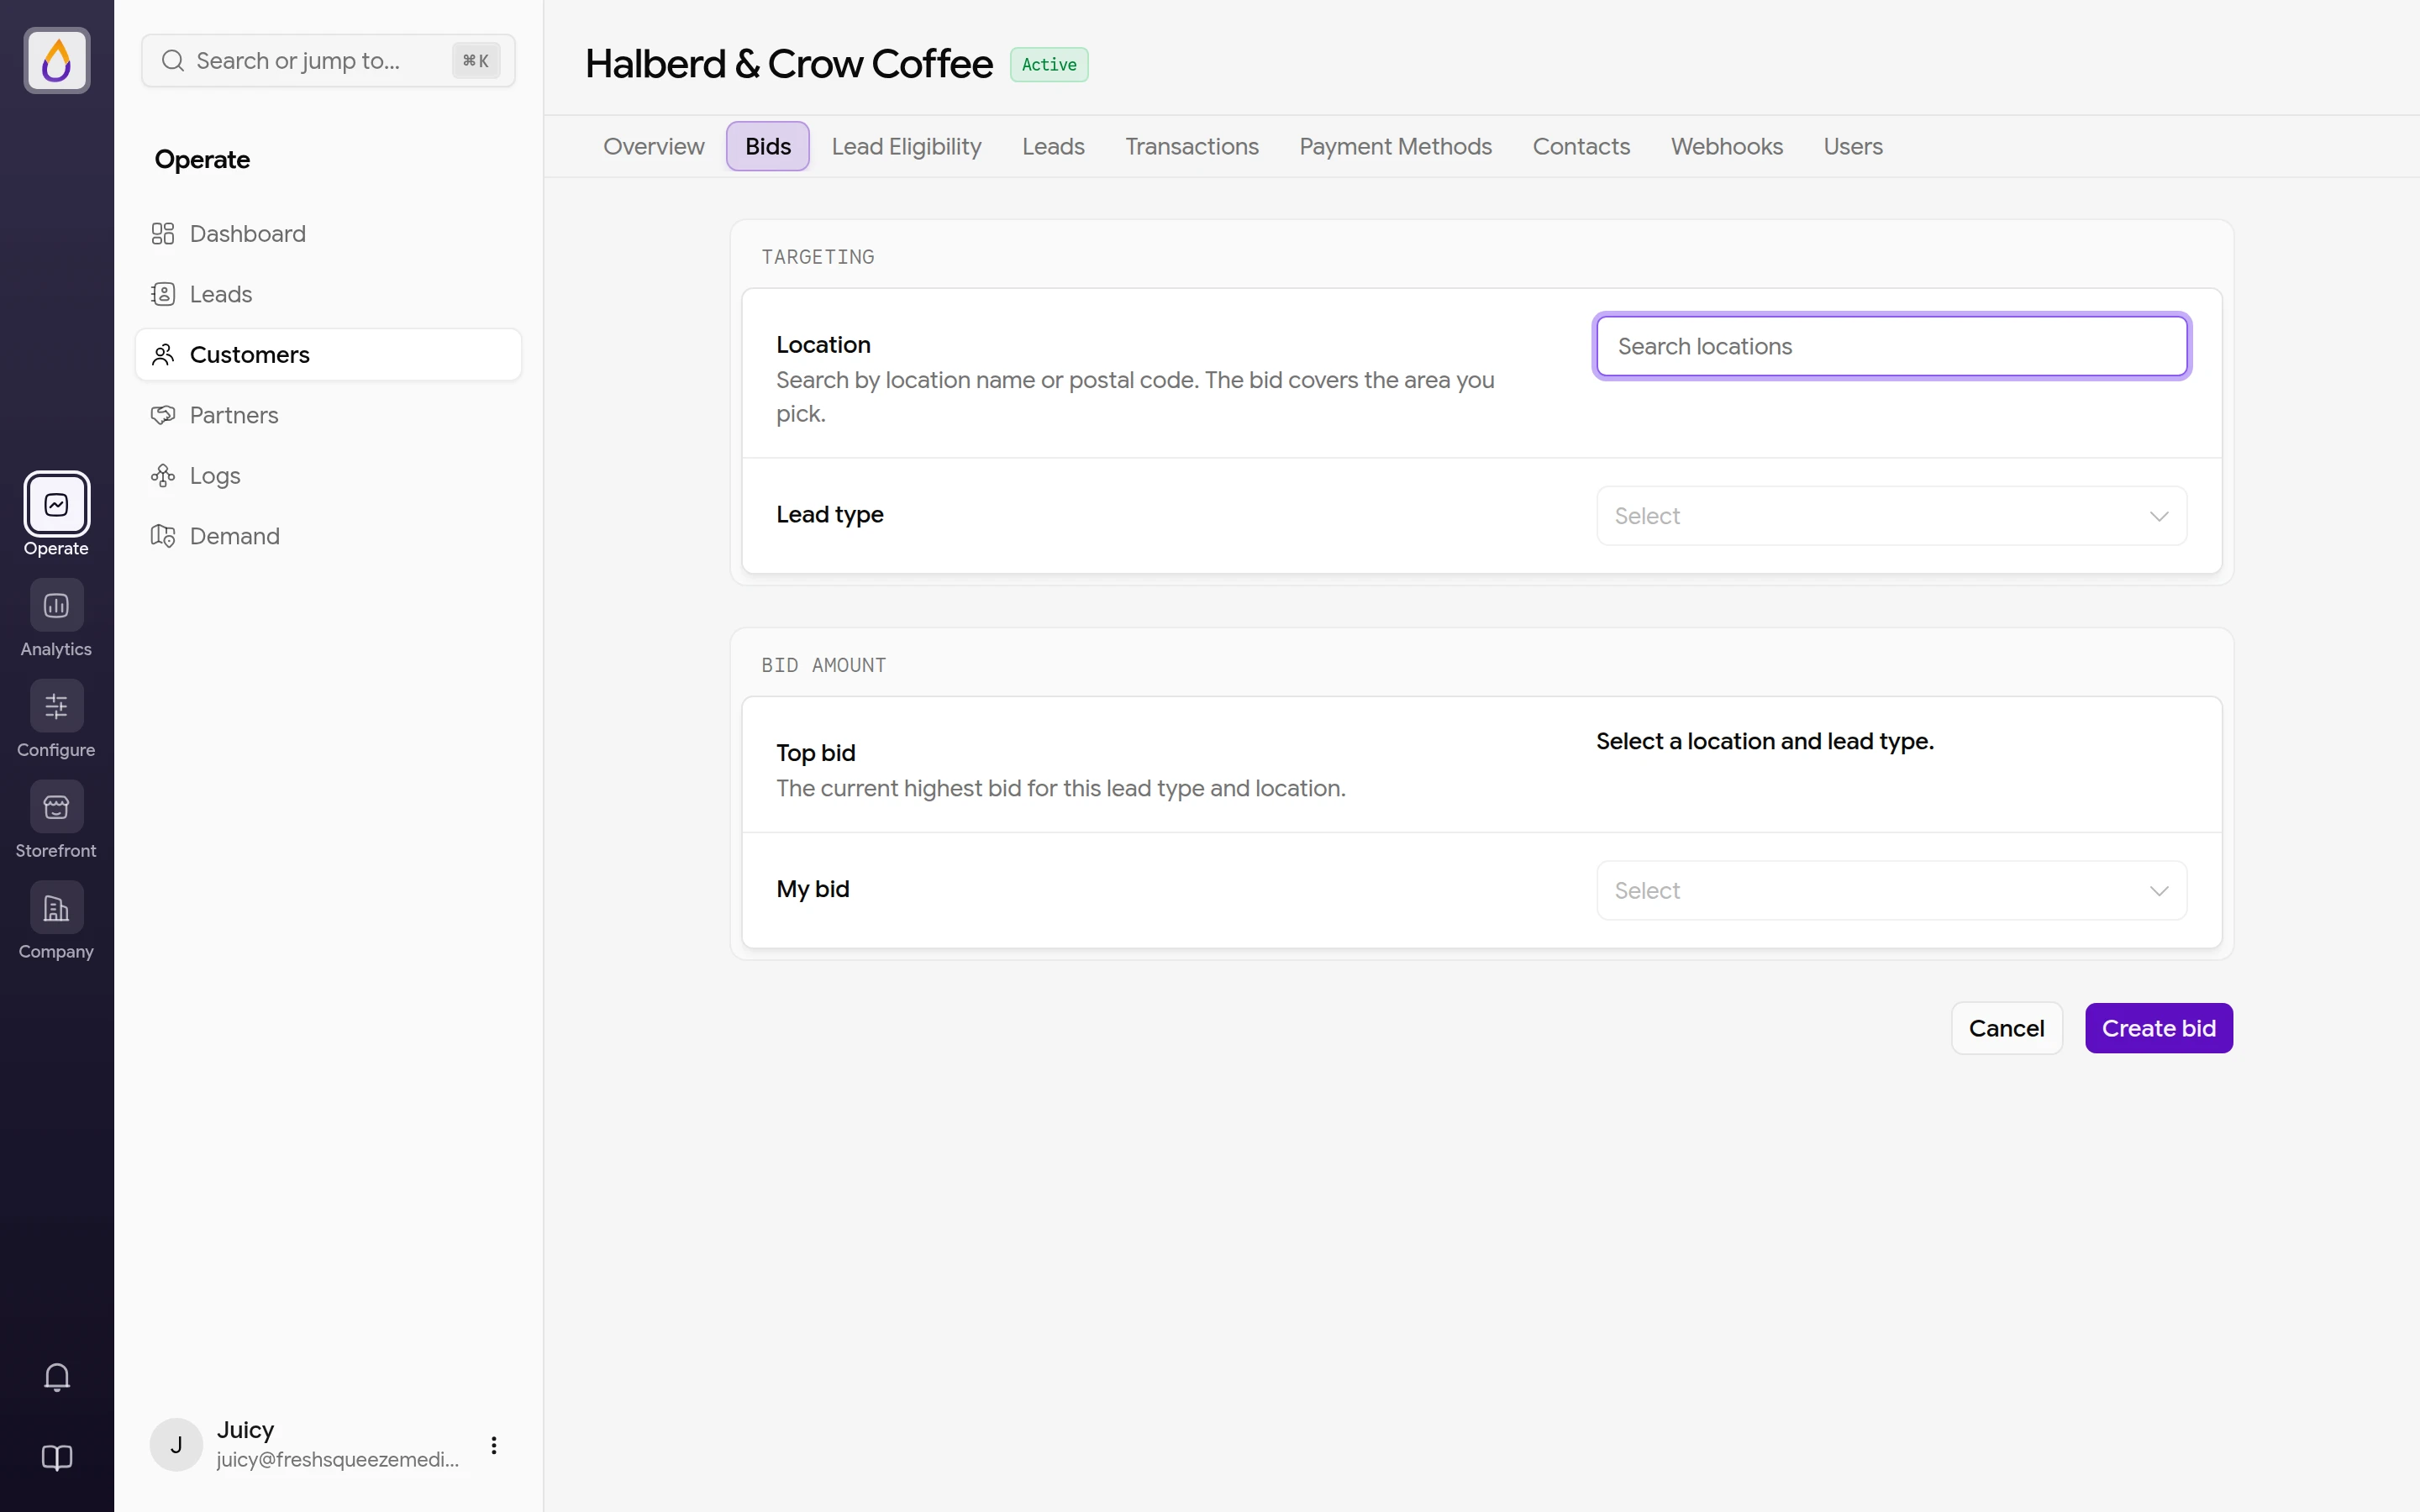 Search or jump to...
⌘K
Operate
Dashboard
Leads
Customers
Partners
Logs
Demand
Operate
Analytics
Configure
Storefront
Company
J
Juicy
juicy@freshsqueezemedi...
Halberd & Crow Coffee
Active
Overview
Bids
Lead Eligibility
Leads
Transactions
Payment Methods
Contacts
Webhooks
Users
TARGETING
Location
Search by location name or postal code. The bid covers the area you
pick.
Search locations
Lead type
Select
BID AMOUNT
Top bid
The current highest bid for this lead type and location.
Select a location and lead type.
My bid
Select
Cancel
Create bid